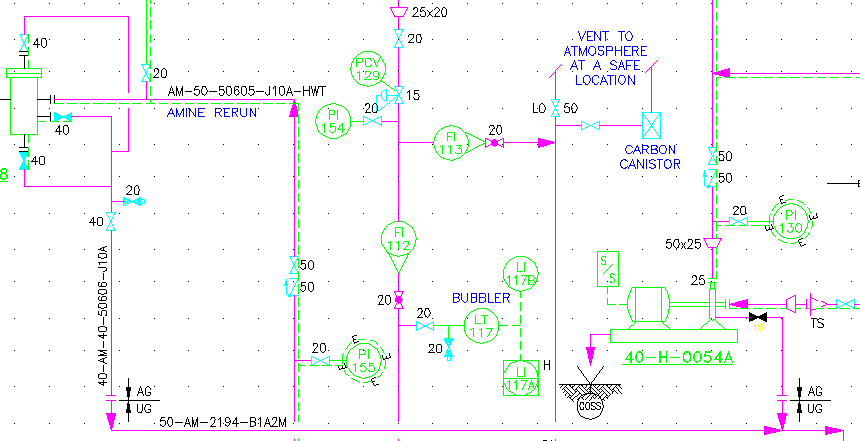 25x20
40
20
PCV
129
20
VENT TO
ATMOSPHERE
AT A SAFE
LOCATION
AM-50-50605-J10A-HWT
AMINE RERUN
15
LO
50
20
PI
154
40
20
FI
113
CARBON
CANISTOR
40
50
50
8
20
40
20
PI
130
E
E
E
E
FI
112
50x25
40-AM-40-50606-J10A
50
50
S/S
LI
117B
25
20
BUBBLER
20
LT
117
TS
15
20
20
PI
155
E
E
E
E
LI
117A
H
40-H-0054A
AG
UG
COSS
AG
UG
50-AM-2194-B1A2M